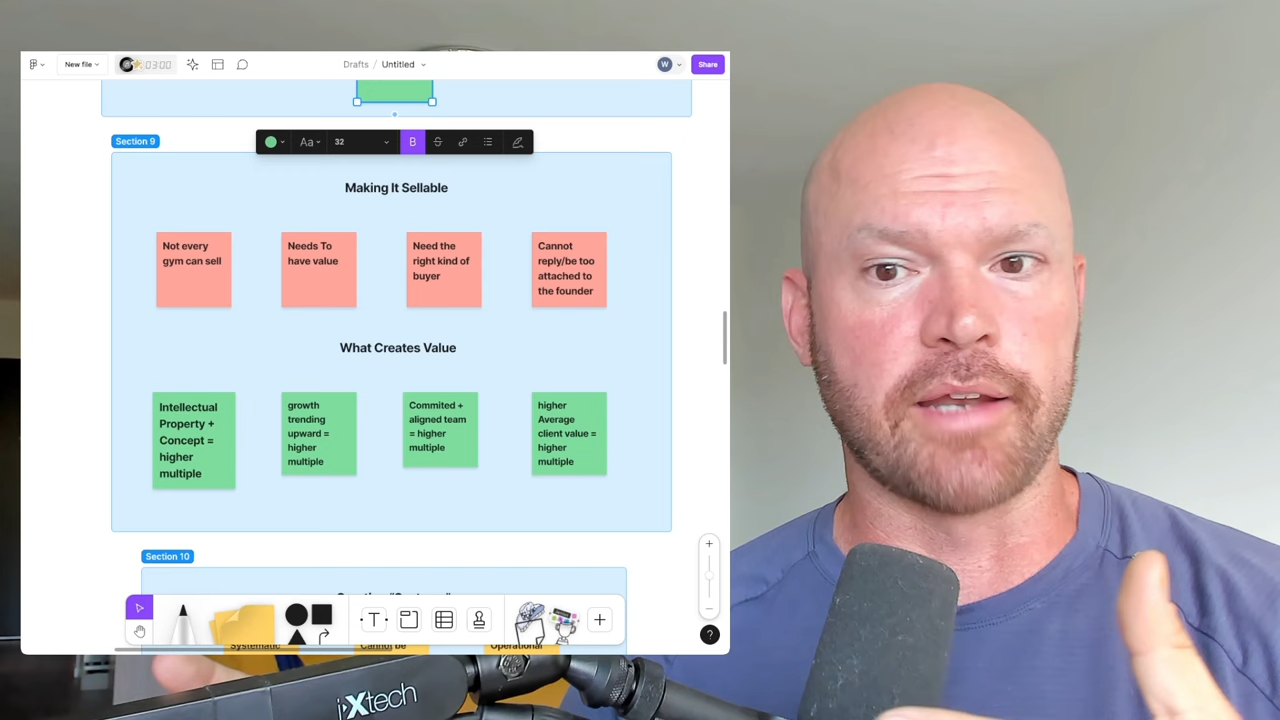 New file
03:00
Drafts / Untitled
W
Share
Section 9
Aa
32
B
S
Making It Sellable
Not every
gym can sell
Needs To
have value
Need the
right kind of
buyer
Cannot
reply/be too
attached to
the founder
What Creates Value
Intellectual
Property +
Concept =
higher
multiple
growth
trending
upward =
higher
multiple
Commited +
aligned team
= higher
multiple
higher
Average
client value =
higher
multiple
Section 10
T
?
Systematic
Cannot be
Operational
iXtech